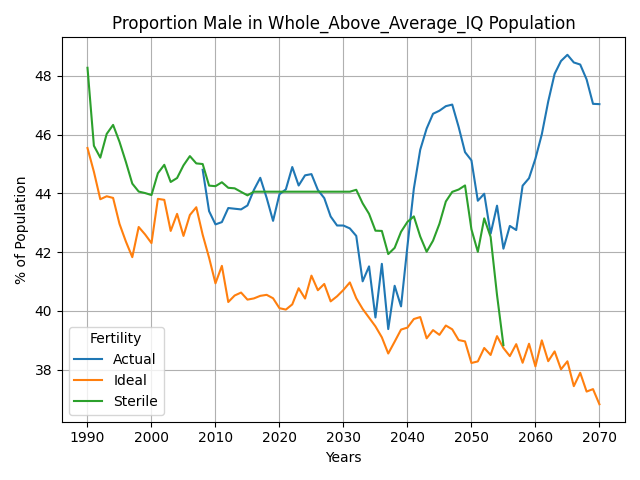 Proportion Male in Whole_Above_Average_IQ Population
% of Population
48
46
44
42
40
38
Fertility
Actual
Ideal
Sterile
1990 2000 2010 2020 2030 2040 2050 2060 2070
Years